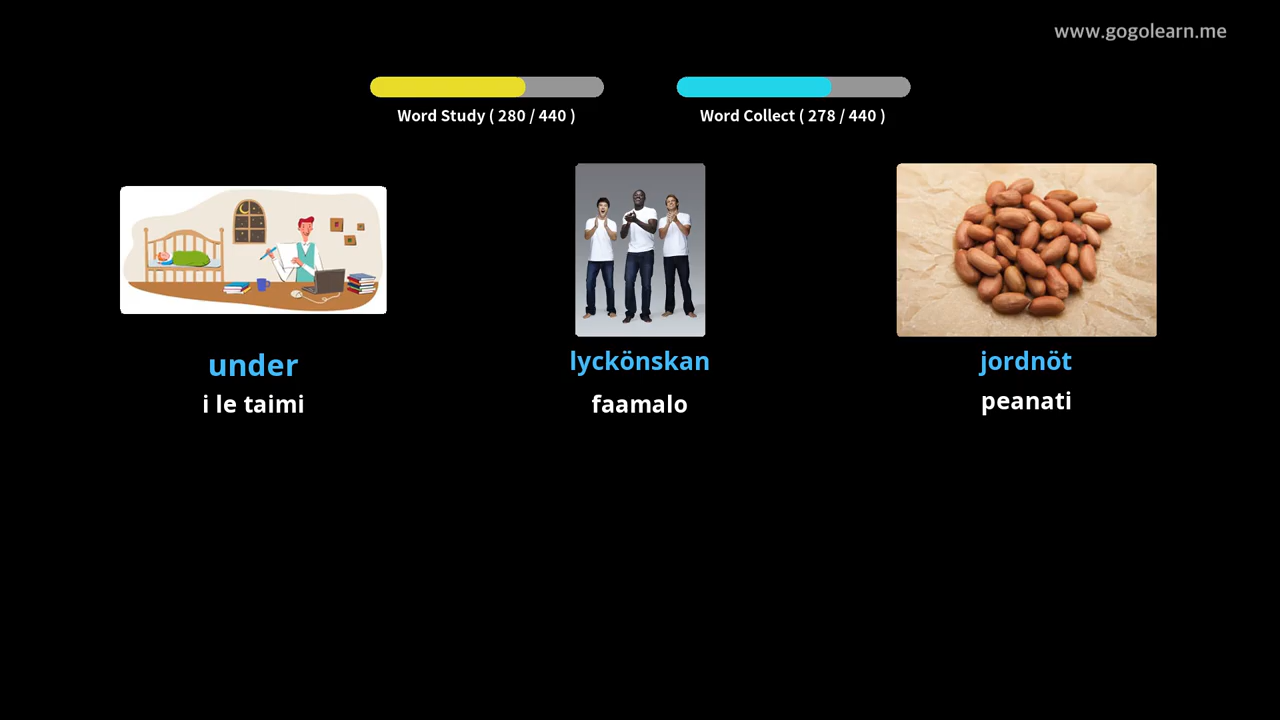 www.gogolearn.me
Word Study ( 280 / 440 )
Word Collect ( 278 / 440 )
under
lyckönskan
jordnöt
i le taimi
faamalo
peanati